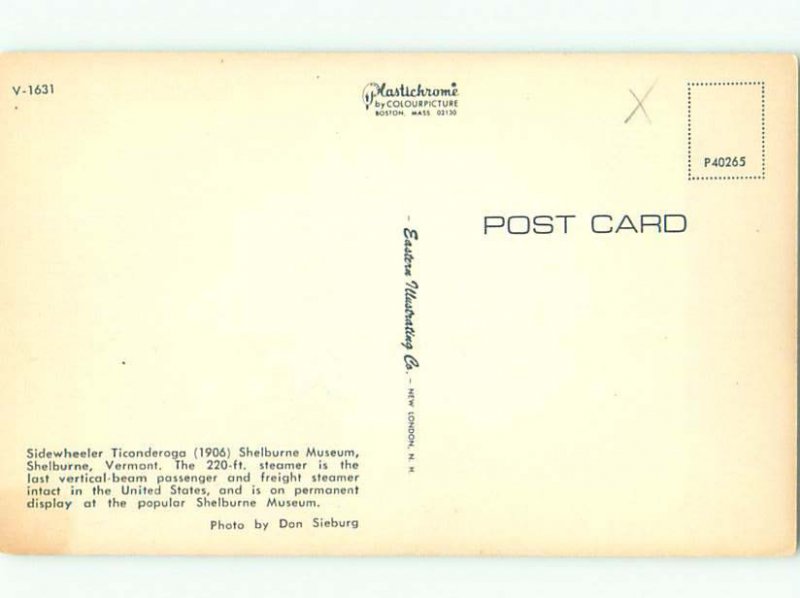 V-1631
Plastichrome
by COLOURPICTURE
BOSTON, MASS 02130
X
P40265
POST CARD
- Eastern Illustrating Co. - NEW LONDON, N. H.
Sidewheeler Ticonderoga (1906) Shelburne Museum,
Shelburne, Vermont. The 220-ft. steamer is the
last vertical-beam passenger and freight steamer
intact in the United States, and is on permanent
display at the popular Shelburne Museum.
Photo by Don Sieburg